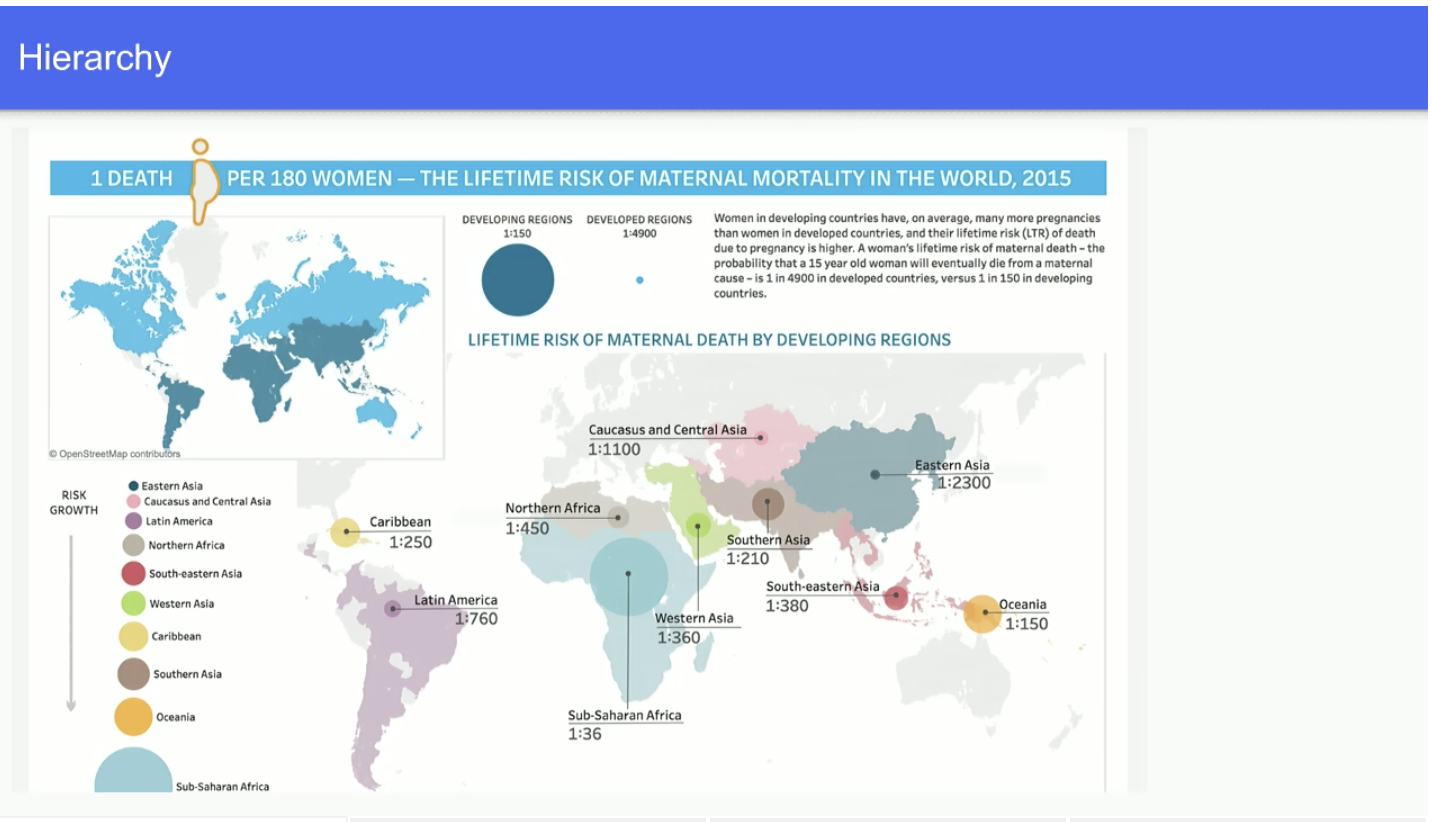 Hierarchy
1 DEATH PER 180 WOMEN — THE LIFETIME RISK OF MATERNAL MORTALITY IN THE WORLD, 2015
DEVELOPING REGIONS
1:150
DEVELOPED REGIONS
1:4900
Women in developing countries have, on average, many more pregnancies
than women in developed countries, and their lifetime risk (LTR) of death
due to pregnancy is higher. A woman's lifetime risk of maternal death – the
probability that a 15 year old woman will eventually die from a maternal
cause – is 1 in 4900 in developed countries, versus 1 in 150 in developing
countries.
© OpenStreetMap contributors
LIFETIME RISK OF MATERNAL DEATH BY DEVELOPING REGIONS
RISK
GROWTH
Eastern Asia
Caucasus and Central Asia
Latin America
Northern Africa
South-eastern Asia
Western Asia
Caribbean
Southern Asia
Oceania
Sub-Saharan Africa
Caucasus and Central Asia
1:1100
Eastern Asia
1:2300
Northern Africa
1:450
Caribbean
1:250
Southern Asia
1:210
South-eastern Asia
1:380
Latin America
1:760
Oceania
1:150
Western Asia
1:360
Sub-Saharan Africa
1:36